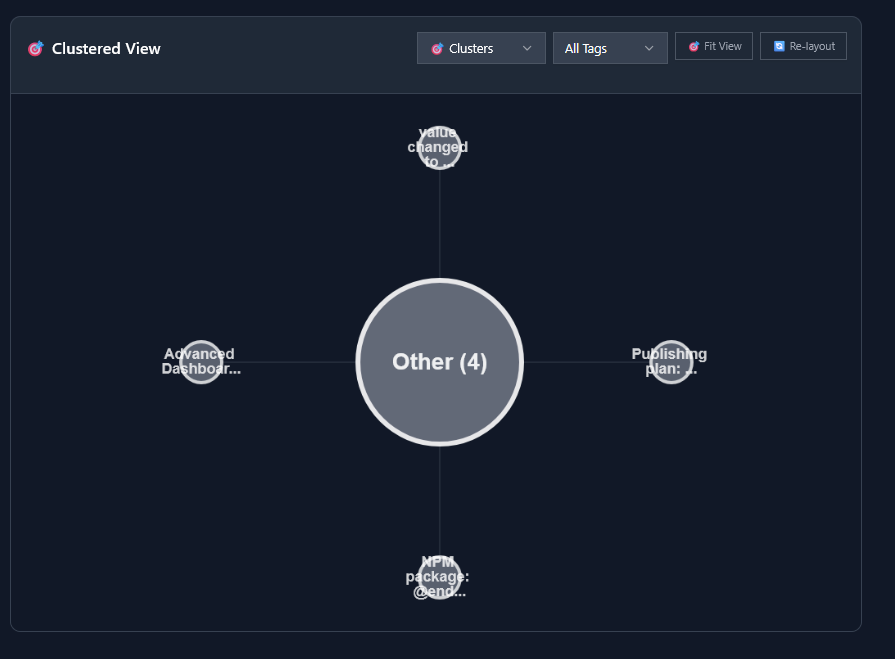 Clustered View
Clusters
All Tags
Fit View
Re-layout
value
changed
to ...
Other (4)
Advanced
Dashboar...
Publishing
plan: ...
NPM
package:
@end...